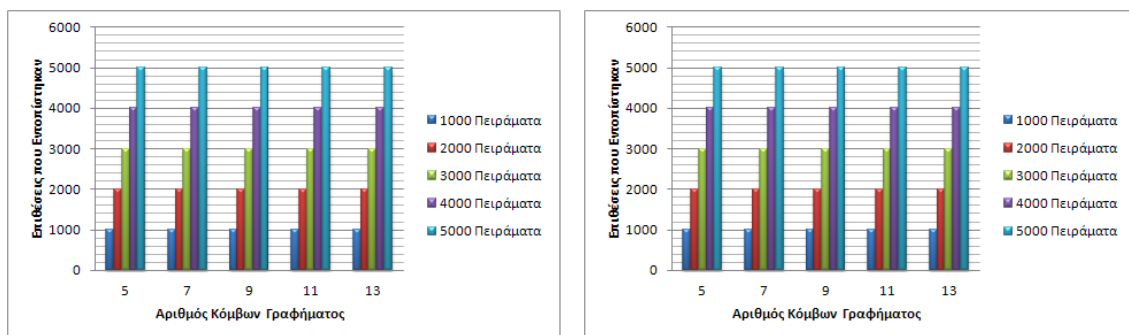 6000
5000
4000
3000
2000
1000
0
Επιθέσεις που Εντοπίστηκαν
5 7 9 11 13
Αριθμός Κόμβων Γραφήματος
1000 Πειράματα
2000 Πειράματα
3000 Πειράματα
4000 Πειράματα
5000 Πειράματα
6000
5000
4000
3000
2000
1000
0
Επιθέσεις που Εντοπίστηκαν
5 7 9 11 13
Αριθμός Κόμβων Γραφήματος
1000 Πειράματα
2000 Πειράματα
3000 Πειράματα
4000 Πειράματα
5000 Πειράματα